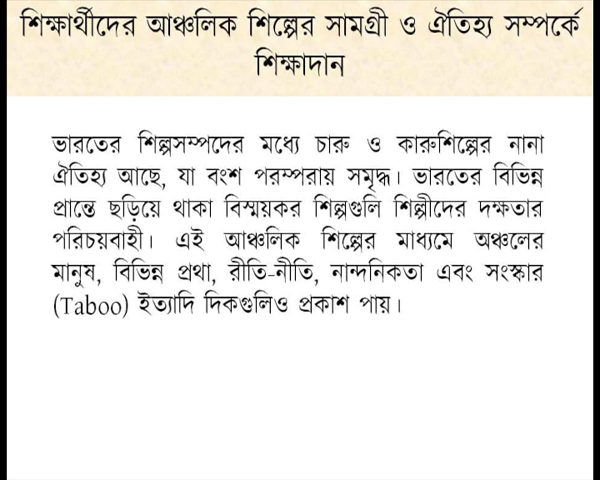 শিক্ষার্থীদের আঞ্চলিক শিল্পের সামগ্রী ও ঐতিহ্য সম্পর্কে
শিক্ষাদান
ভারতের শিল্পসম্পদের মধ্যে চারু ও কারুশিল্পের নানা
ঐতিহ্য আছে, যা বংশ পরম্পরায় সমৃদ্ধ। ভারতের বিভিন্ন
প্রান্তে ছড়িয়ে থাকা বিস্ময়কর শিল্পগুলি শিল্পীদের দক্ষতার
পরিচয়বাহী। এই আঞ্চলিক শিল্পের মাধ্যমে অঞ্চলের
মানুষ, বিভিন্ন প্রথা, রীতি-নীতি, নান্দনিকতা এবং সংস্কার
(Taboo) ইত্যাদি দিকগুলিও প্রকাশ পায়।